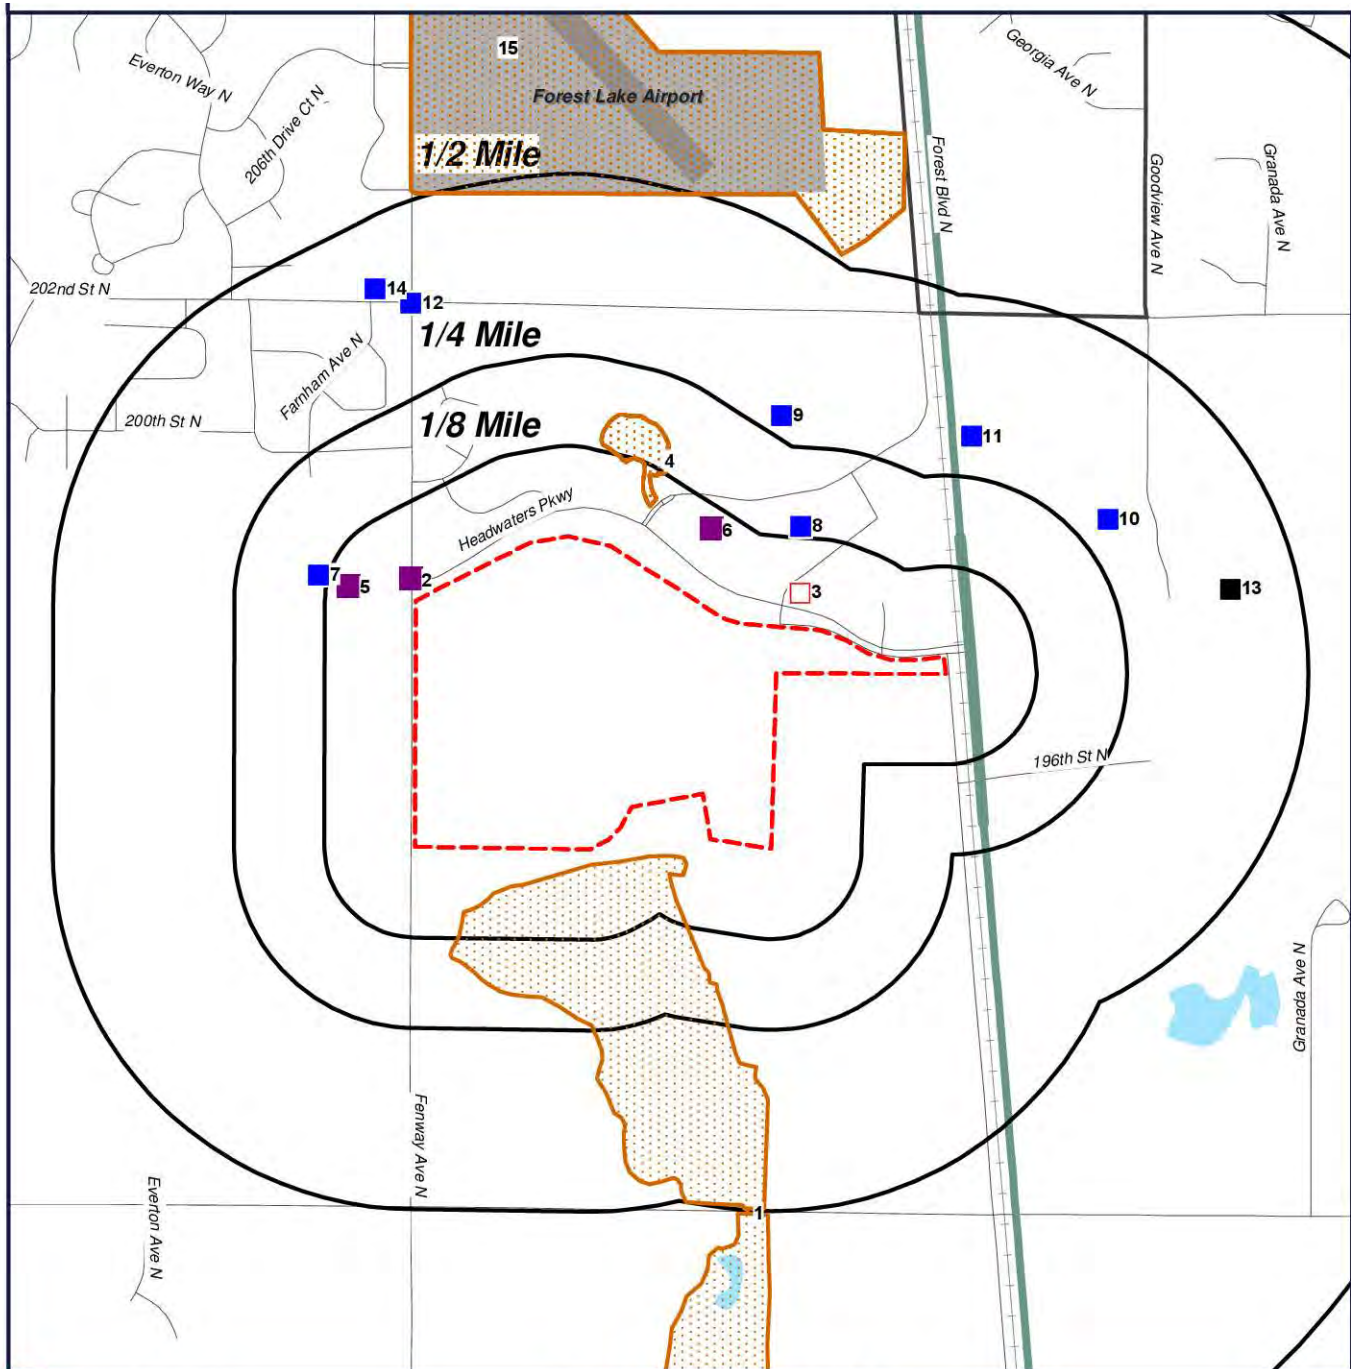 15
Forest Lake Airport
Everton Way N
206th Drive Ct N
1/2 Mile
Georgia Ave N
Forest Blvd N
Goodview Ave N
Granada Ave N
202nd St N
14
12
1/4 Mile
Farnham Ave N
200th St N
1/8 Mile
9
11
4
Headwaters Pkwy
6
8
10
7
5
2
3
13
196th St N
Granada Ave N
Fenway Ave N
Everton Ave N
1